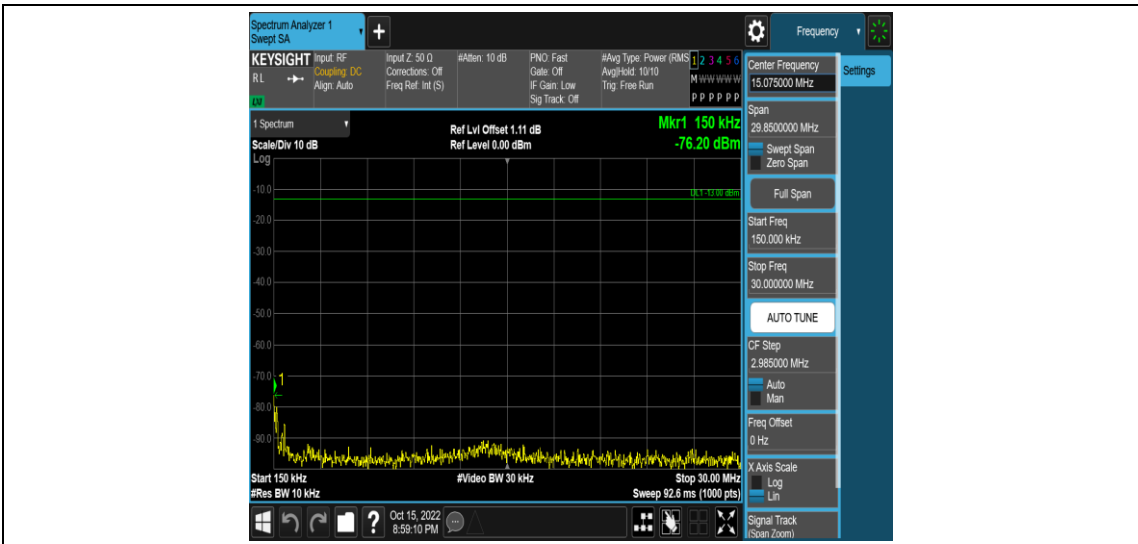 Spectrum Analyzer 1
Swept SA
+
Frequency
KEYSIGHT
RL
LXI
Input: RF
Coupling: DC
Align: Auto
Input Z: 50 Ω
Corrections: Off
Freq Ref: Int (S)
#Atten: 10 dB
PNO: Fast
Gate: Off
IF Gain: Low
Sig Track: Off
#Avg Type: Power (RMS
Avg|Hold: 10/10
Trig: Free Run
1 2 3 4 5 6
M W W W W W
P P P P P P
1 Spectrum
Scale/Div 10 dB
Log
Ref Lvl Offset 1.11 dB
Ref Level 0.00 dBm
Mkr1 150 kHz
-76.20 dBm
DL1 -13.00 dBm
-10.0
-20.0
-30.0
-40.0
-50.0
-60.0
-70.0
1
-80.0
-90.0
Start 150 kHz
#Res BW 10 kHz
#Video BW 30 kHz
Stop 30.00 MHz
Sweep 92.6 ms (1000 pts)
Center Frequency
15.075000 MHz
Settings
Span
29.8500000 MHz
Swept Span
Zero Span
Full Span
Start Freq
150.000 kHz
Stop Freq
30.000000 MHz
AUTO TUNE
CF Step
2.985000 MHz
Auto
Man
Freq Offset
0 Hz
X Axis Scale
Log
Lin
Signal Track
(Span Zoom)
?
Oct 15, 2022
8:59:10 PM